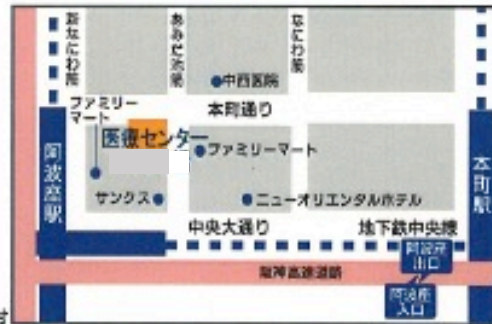 新なにわ筋
あみだ池筋
なにわ筋
中西医院
ファミリー
マート
本町通り
医療センター
ファミリーマート
阿波座駅
本町駅
サンクス
ニューオリエンタルホテル
中央大通り
地下鉄中央線
阿波座
出口
阪神高速道路
阿波座
入口